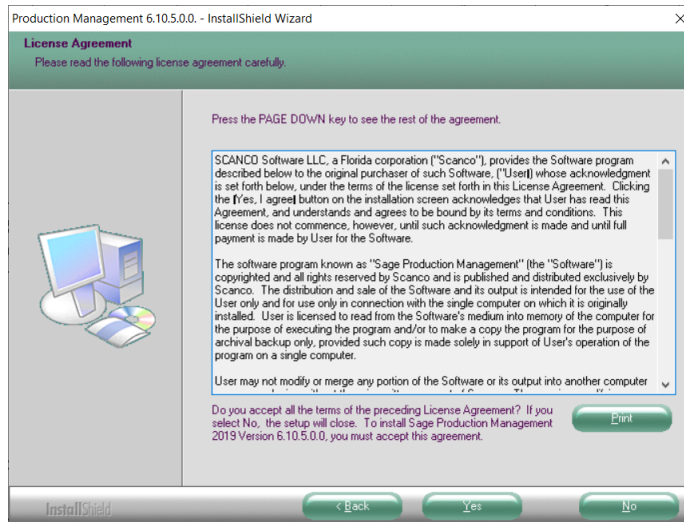 Production Management 6.10.5.0.0. - InstallShield Wizard
License Agreement
Please read the following license agreement carefully.
Press the PAGE DOWN key to see the rest of the agreement.
SCANCO Software LLC, a Florida corporation ("Scanco"), provides the Software program
described below to the original purchaser of such Software, ("User|) whose acknowledgment
is set forth below, under the terms of the license set forth in this License Agreement. Clicking
the |Yes, I agree| button on the installation screen acknowledges that User has read this
Agreement, and understands and agrees to be bound by its terms and conditions. This
license does not commence, however, until such acknowledgment is made and until full
payment is made by User for the Software.
The software program known as "Sage Production Management" (the "Software") is
copyrighted and all rights reserved by Scanco and is published and distributed exclusively by
Scanco. The distribution and sale of the Software and its output is intended for the use of the
User only and for use only in connection with the single computer on which it is originally
installed. User is licensed to read from the Software's medium into memory of the computer for
the purpose of executing the program and/or to make a copy the program for the purpose of
archival backup only, provided such copy is made solely in support of User's operation of the
program on a single computer.
User may not modify or merge any portion of the Software or its output into another computer
Do you accept all the terms of the preceding License Agreement? If you
select No, the setup will close. To install Sage Production Management
2019 Version 6.10.5.0.0, you must accept this agreement.
Print
InstallShield
< Back
Yes
No